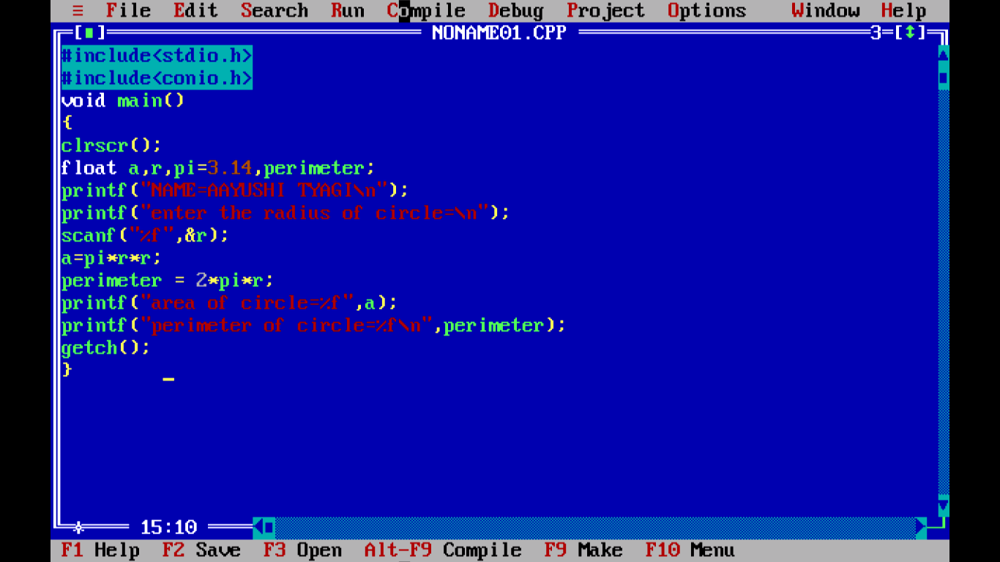 ≡ File Edit Search Run Compile Debug Project Options Window Help
[■] NONAME01.CPP 3=[↕]
#include<stdio.h>
#include<conio.h>
void main()
{
clrscr();
float a,r,pi=3.14,perimeter;
printf("NAME=AAYUSHI TYAGI\n");
printf("enter the radius of circle=\n");
scanf("%f",&r);
a=pi*r*r;
perimeter = 2*pi*r;
printf("area of circle=%f",a);
printf("perimeter of circle=%f\n",perimeter);
getch();
}
15:10
F1 Help F2 Save F3 Open Alt-F9 Compile F9 Make F10 Menu